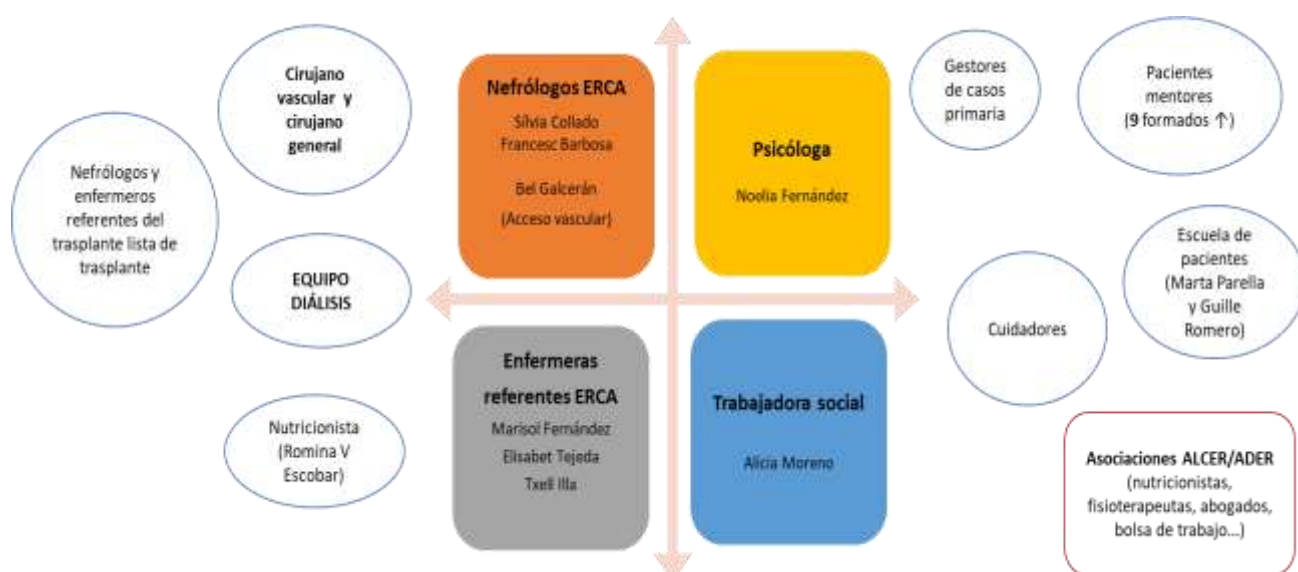 Cirujano
vascular y
cirujano
general
Nefrólogos y
enfermeros
referentes del
trasplante lista de
trasplante
EQUIPO
DIÁLISIS
Nutricionista
(Romina V
Escobar)
Nefrólogos ERCA
Sílvia Collado
Francesc Barbosa
Bel Galcerán
(Acceso vascular)
Psicóloga
Noelia Fernández
Enfermeras
referentes ERCA
Marisol Fernández
Elisabet Tejeda
Txell Illa
Trabajadora social
Alicia Moreno
Gestores
de casos
primaria
Pacientes
mentores
(9 formados ↑)
Escuela de
pacientes
(Marta Parella
y Guille
Romero)
Cuidadores
Asociaciones ALCER/ADER
(nutricionistas,
fisioterapeutas, abogados,
bolsa de trabajo...)